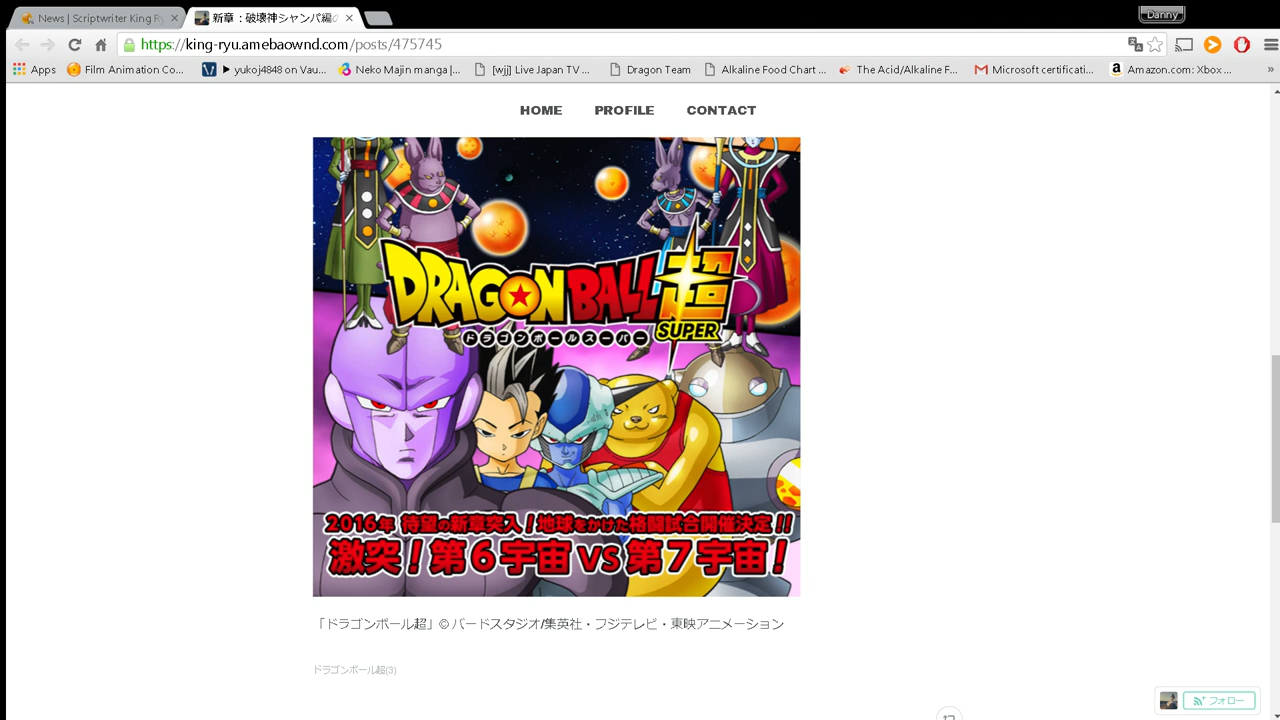 Danny
News | Scriptwriter King Ry
新章：破壊神シャンパ編の
https://king-ryu.amebaownd.com/posts/475745
Apps
Film Animation Co...
yukoj4848 on Vau...
Neko Majin manga |...
[wjj] Live Japan TV ...
Dragon Team
Alkaline Food Chart ...
The Acid/Alkaline F...
Microsoft certificati...
Amazon.com: Xbox ...
»
HOME
PROFILE
CONTACT
DRAGON BALL 超
ドラゴンボールスーパー
SUPER
2016年 待望の新章突入！地球をかけた格闘試合開催決定！！
激突！第６宇宙 VS 第７宇宙！
「ドラゴンボール超」© バードスタジオ/集英社・フジテレビ・東映アニメーション
ドラゴンボール超(3)
フォロー